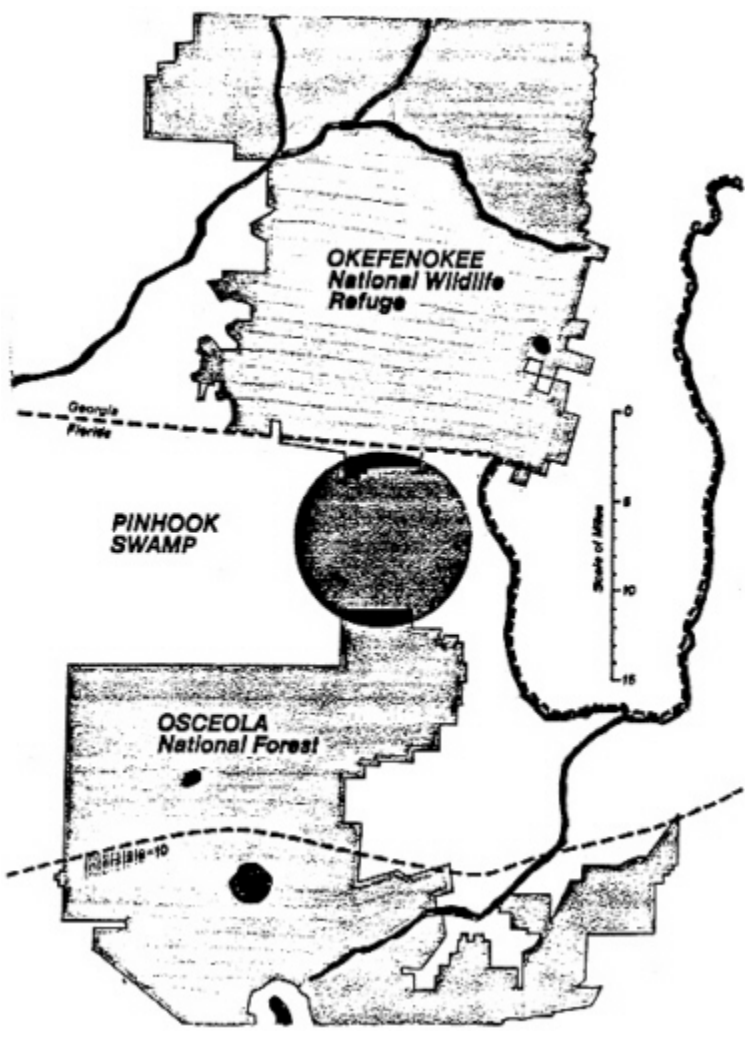 OKEFENOKEE
National Wildlife
Refuge
Georgia
Florida
0
5
10
15
Scale of Miles
PINHOOK
SWAMP
OSCEOLA
National Forest